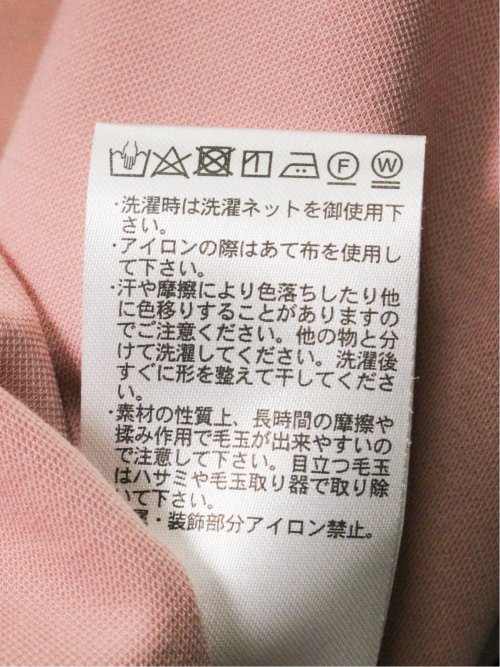 F W
・洗濯時は洗濯ネットを御使用下
さい。
・アイロンの際はあて布を使用し
て下さい。
・汗や摩擦により色落ちしたり他
に色移りすることがありますの
でご注意ください。他の物と分
けて洗濯してください。洗濯後
すぐに形を整えて干してくださ
い。
・素材の性質上、長時間の摩擦や
揉み作用で毛玉が出来やすいの
で注意して下さい。目立つ毛玉
はハサミや毛玉取り器で取り除
いて下さい。
・装飾部分アイロン禁止。